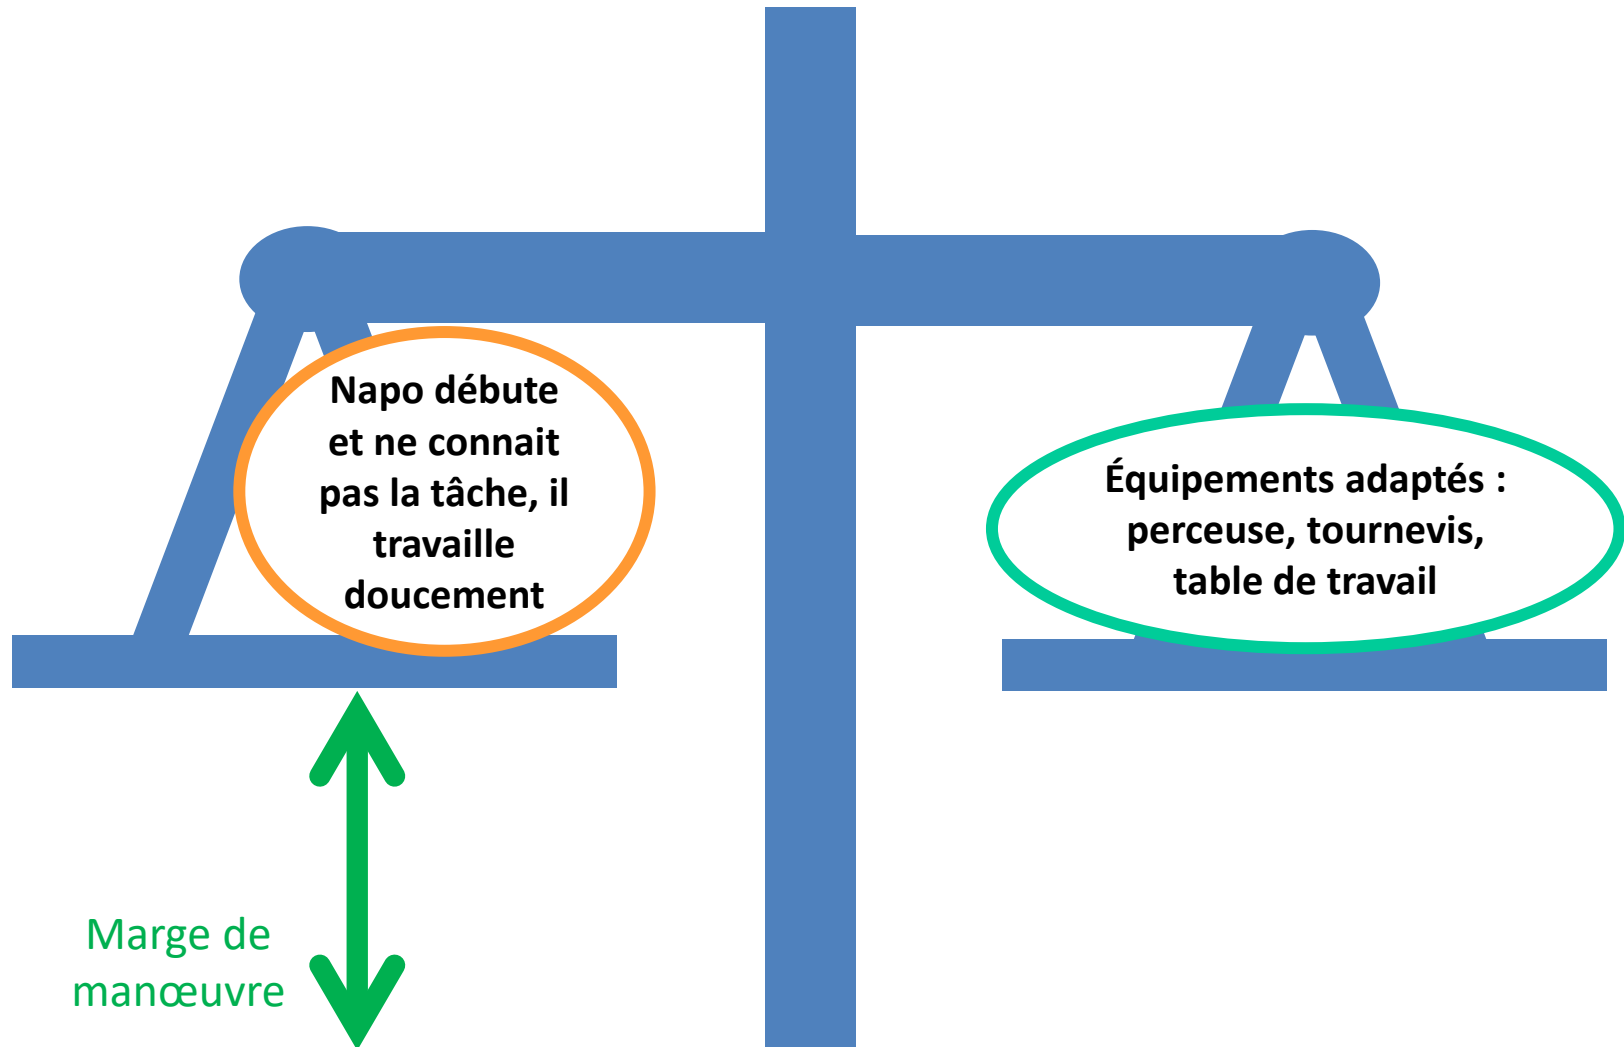 Napo débute
et ne connait
pas la tâche, il
travaille
doucement
Équipements adaptés :
perceuse, tournevis,
table de travail
Marge de
manœuvre